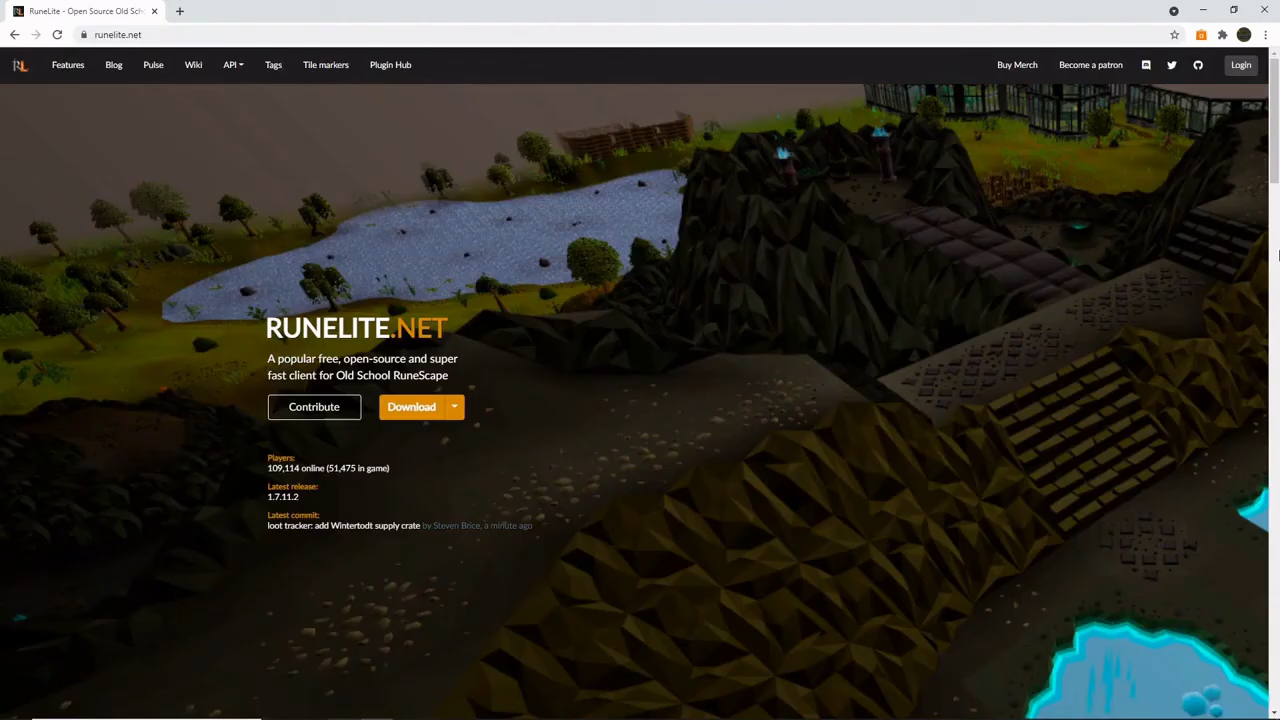 RuneLite - Open Source Old Sch
runelite.net
RL Features Blog Pulse Wiki API Tags Tile markers Plugin Hub Buy Merch Become a patron Login
RUNELITE.NET
A popular free, open-source and super
fast client for Old School RuneScape
Contribute Download
Players:
109,114 online (51,475 in game)
Latest release:
1.7.11.2
Latest commit:
loot tracker: add Wintertodt supply crate by Steven Brice, a minute ago